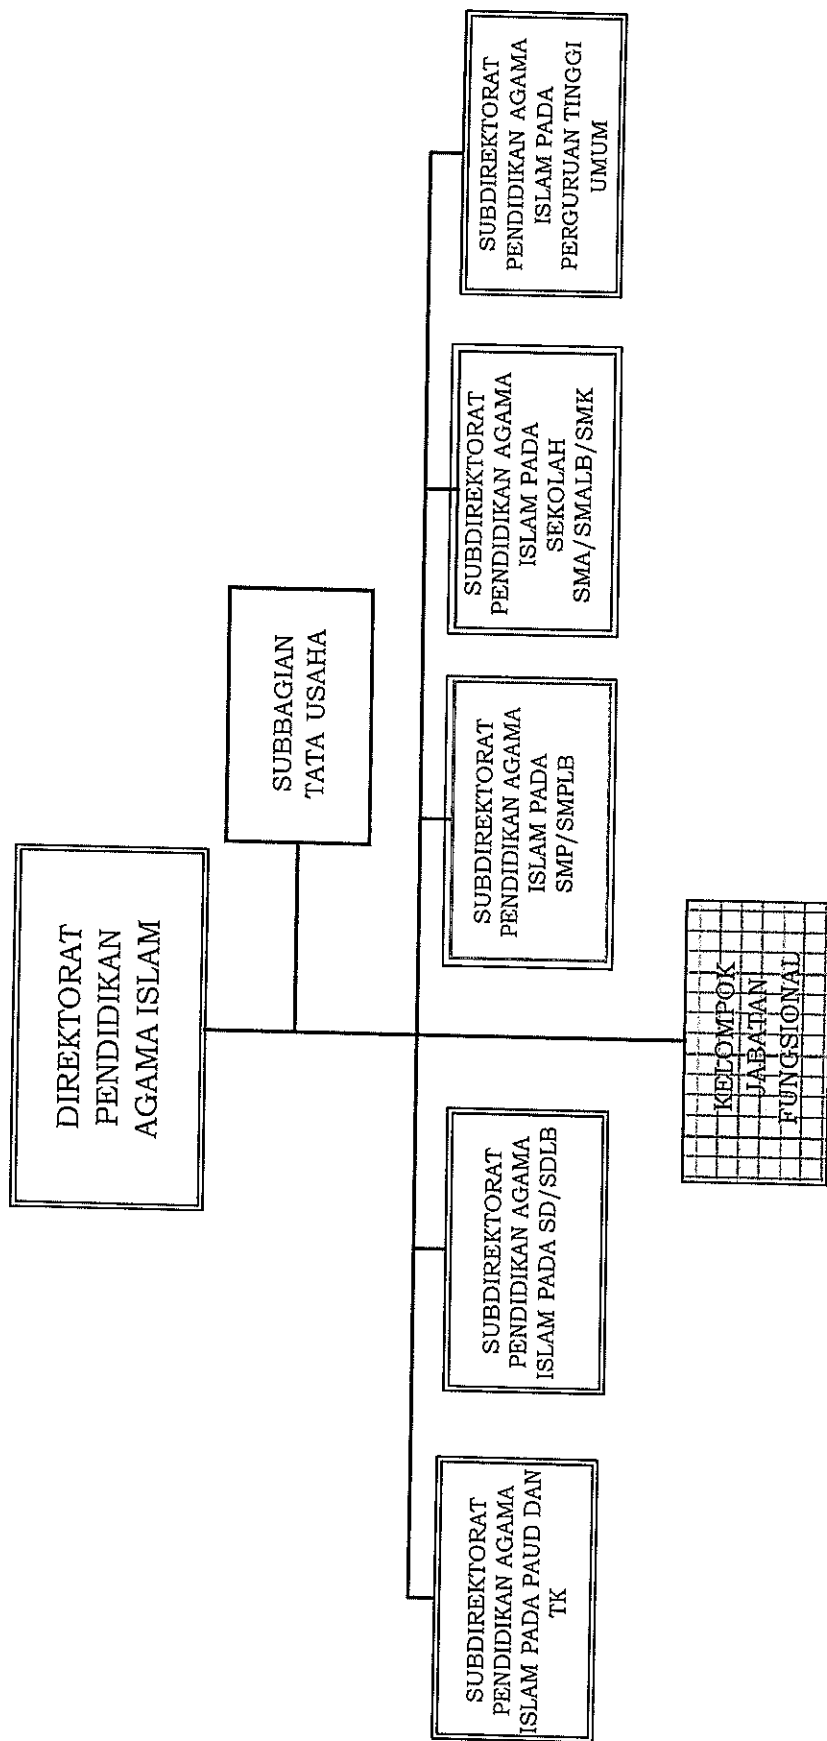 DIREKTORAT
PENDIDIKAN
AGAMA ISLAM
SUBBAGIAN
TATA USAHA
SUBDIREKTORAT
PENDIDIKAN AGAMA
ISLAM PADA PAUD DAN
TK
SUBDIREKTORAT
PENDIDIKAN AGAMA
ISLAM PADA SD/SDLB
SUBDIREKTORAT
PENDIDIKAN AGAMA
ISLAM PADA
SMP/SMPLB
SUBDIREKTORAT
PENDIDIKAN AGAMA
ISLAM PADA
SEKOLAH
SMA/SMALB/SMK
SUBDIREKTORAT
PENDIDIKAN AGAMA
ISLAM PADA
PERGURUAN TINGGI
UMUM
KELOMPOK
JABATAN
FUNGSIONAL